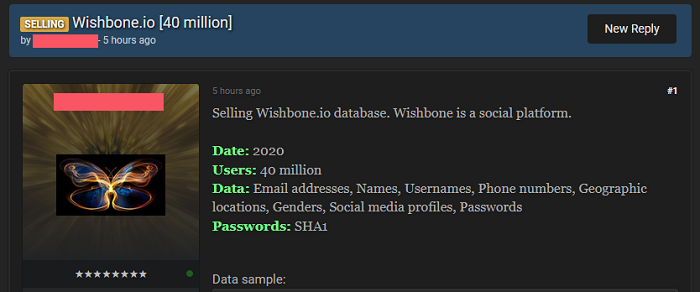 SELLING Wishbone.io [40 million]
by - 5 hours ago
New Reply
5 hours ago
#1
Selling Wishbone.io database. Wishbone is a social platform.
Date: 2020
Users: 40 million
Data: Email addresses, Names, Usernames, Phone numbers, Geographic
locations, Genders, Social media profiles, Passwords
Passwords: SHA1
★★★★★★★★
Data sample: